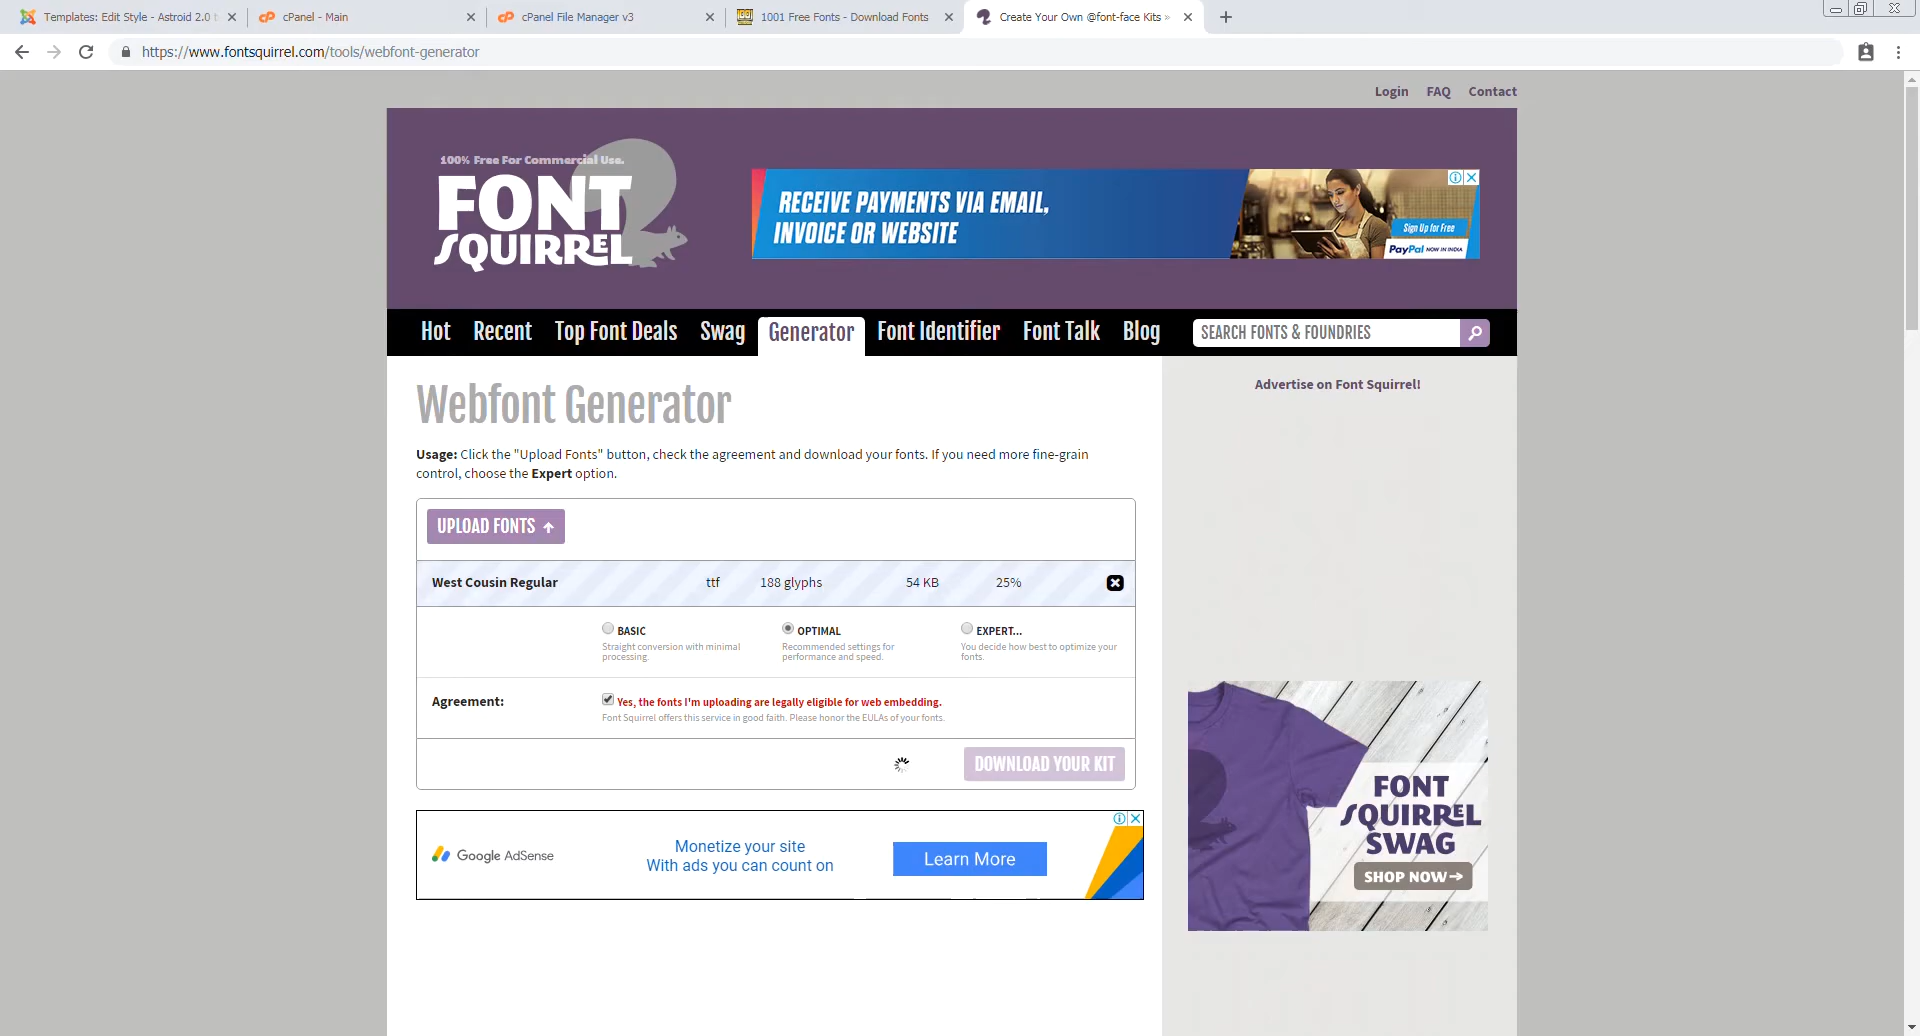 Templates: Edit Style - Astroid 2.0 t
cPanel - Main
cPanel File Manager v3
1001 Free Fonts - Download Fonts
Create Your Own @font-face Kits »
https://www.fontsquirrel.com/tools/webfont-generator
Login FAQ Contact
100% Free For Commercial Use.
FONT
SQUIRREL
RECEIVE PAYMENTS VIA EMAIL,
INVOICE OR WEBSITE
Sign Up for Free
PayPal NOW IN INDIA
Hot Recent Top Font Deals Swag Generator Font Identifier Font Talk Blog SEARCH FONTS & FOUNDRIES
Webfont Generator
Usage: Click the "Upload Fonts" button, check the agreement and download your fonts. If you need more fine-grain
control, choose the Expert option.
UPLOAD FONTS
West Cousin Regular ttf 188 glyphs 54 KB 25%
BASIC
Straight conversion with minimal
processing.
OPTIMAL
Recommended settings for
performance and speed.
EXPERT...
You decide how best to optimize your
fonts.
Agreement: Yes, the fonts I'm uploading are legally eligible for web embedding.
Font Squirrel offers this service in good faith. Please honor the EULAs of your fonts.
DOWNLOAD YOUR KIT
Google AdSense
Monetize your site
With ads you can count on
Learn More
Advertise on Font Squirrel!
FONT
SQUIRREL
SWAG
SHOP NOW